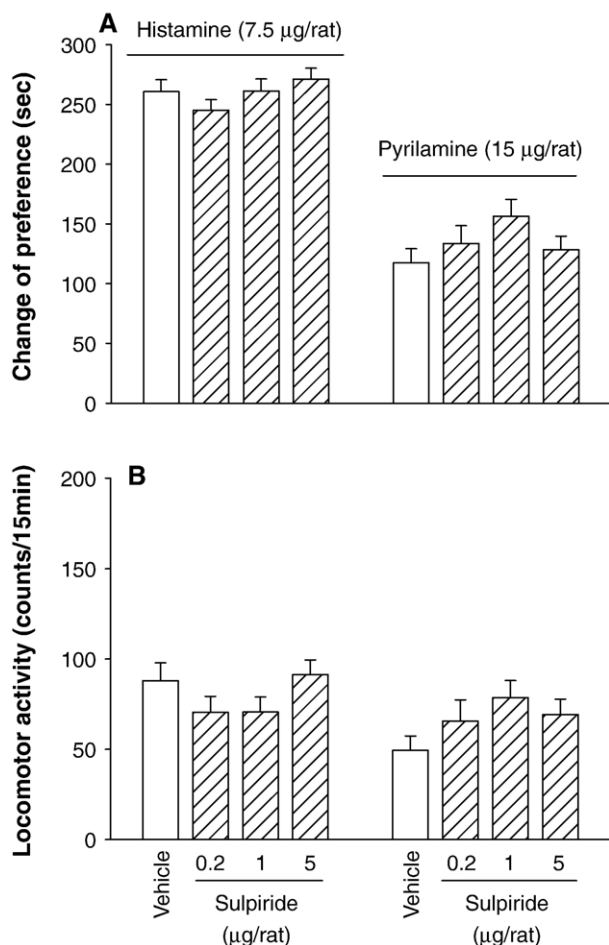 A
Histamine (7.5 μg/rat)
Pyrilamine (15 μg/rat)
Change of preference (sec)
300
250
200
150
100
50
0
B
Locomotor activity (counts/15min)
200
150
100
50
0
Vehicle
0.2 1 5
Sulpiride
(μg/rat)
Vehicle
0.2 1 5
Sulpiride
(μg/rat)